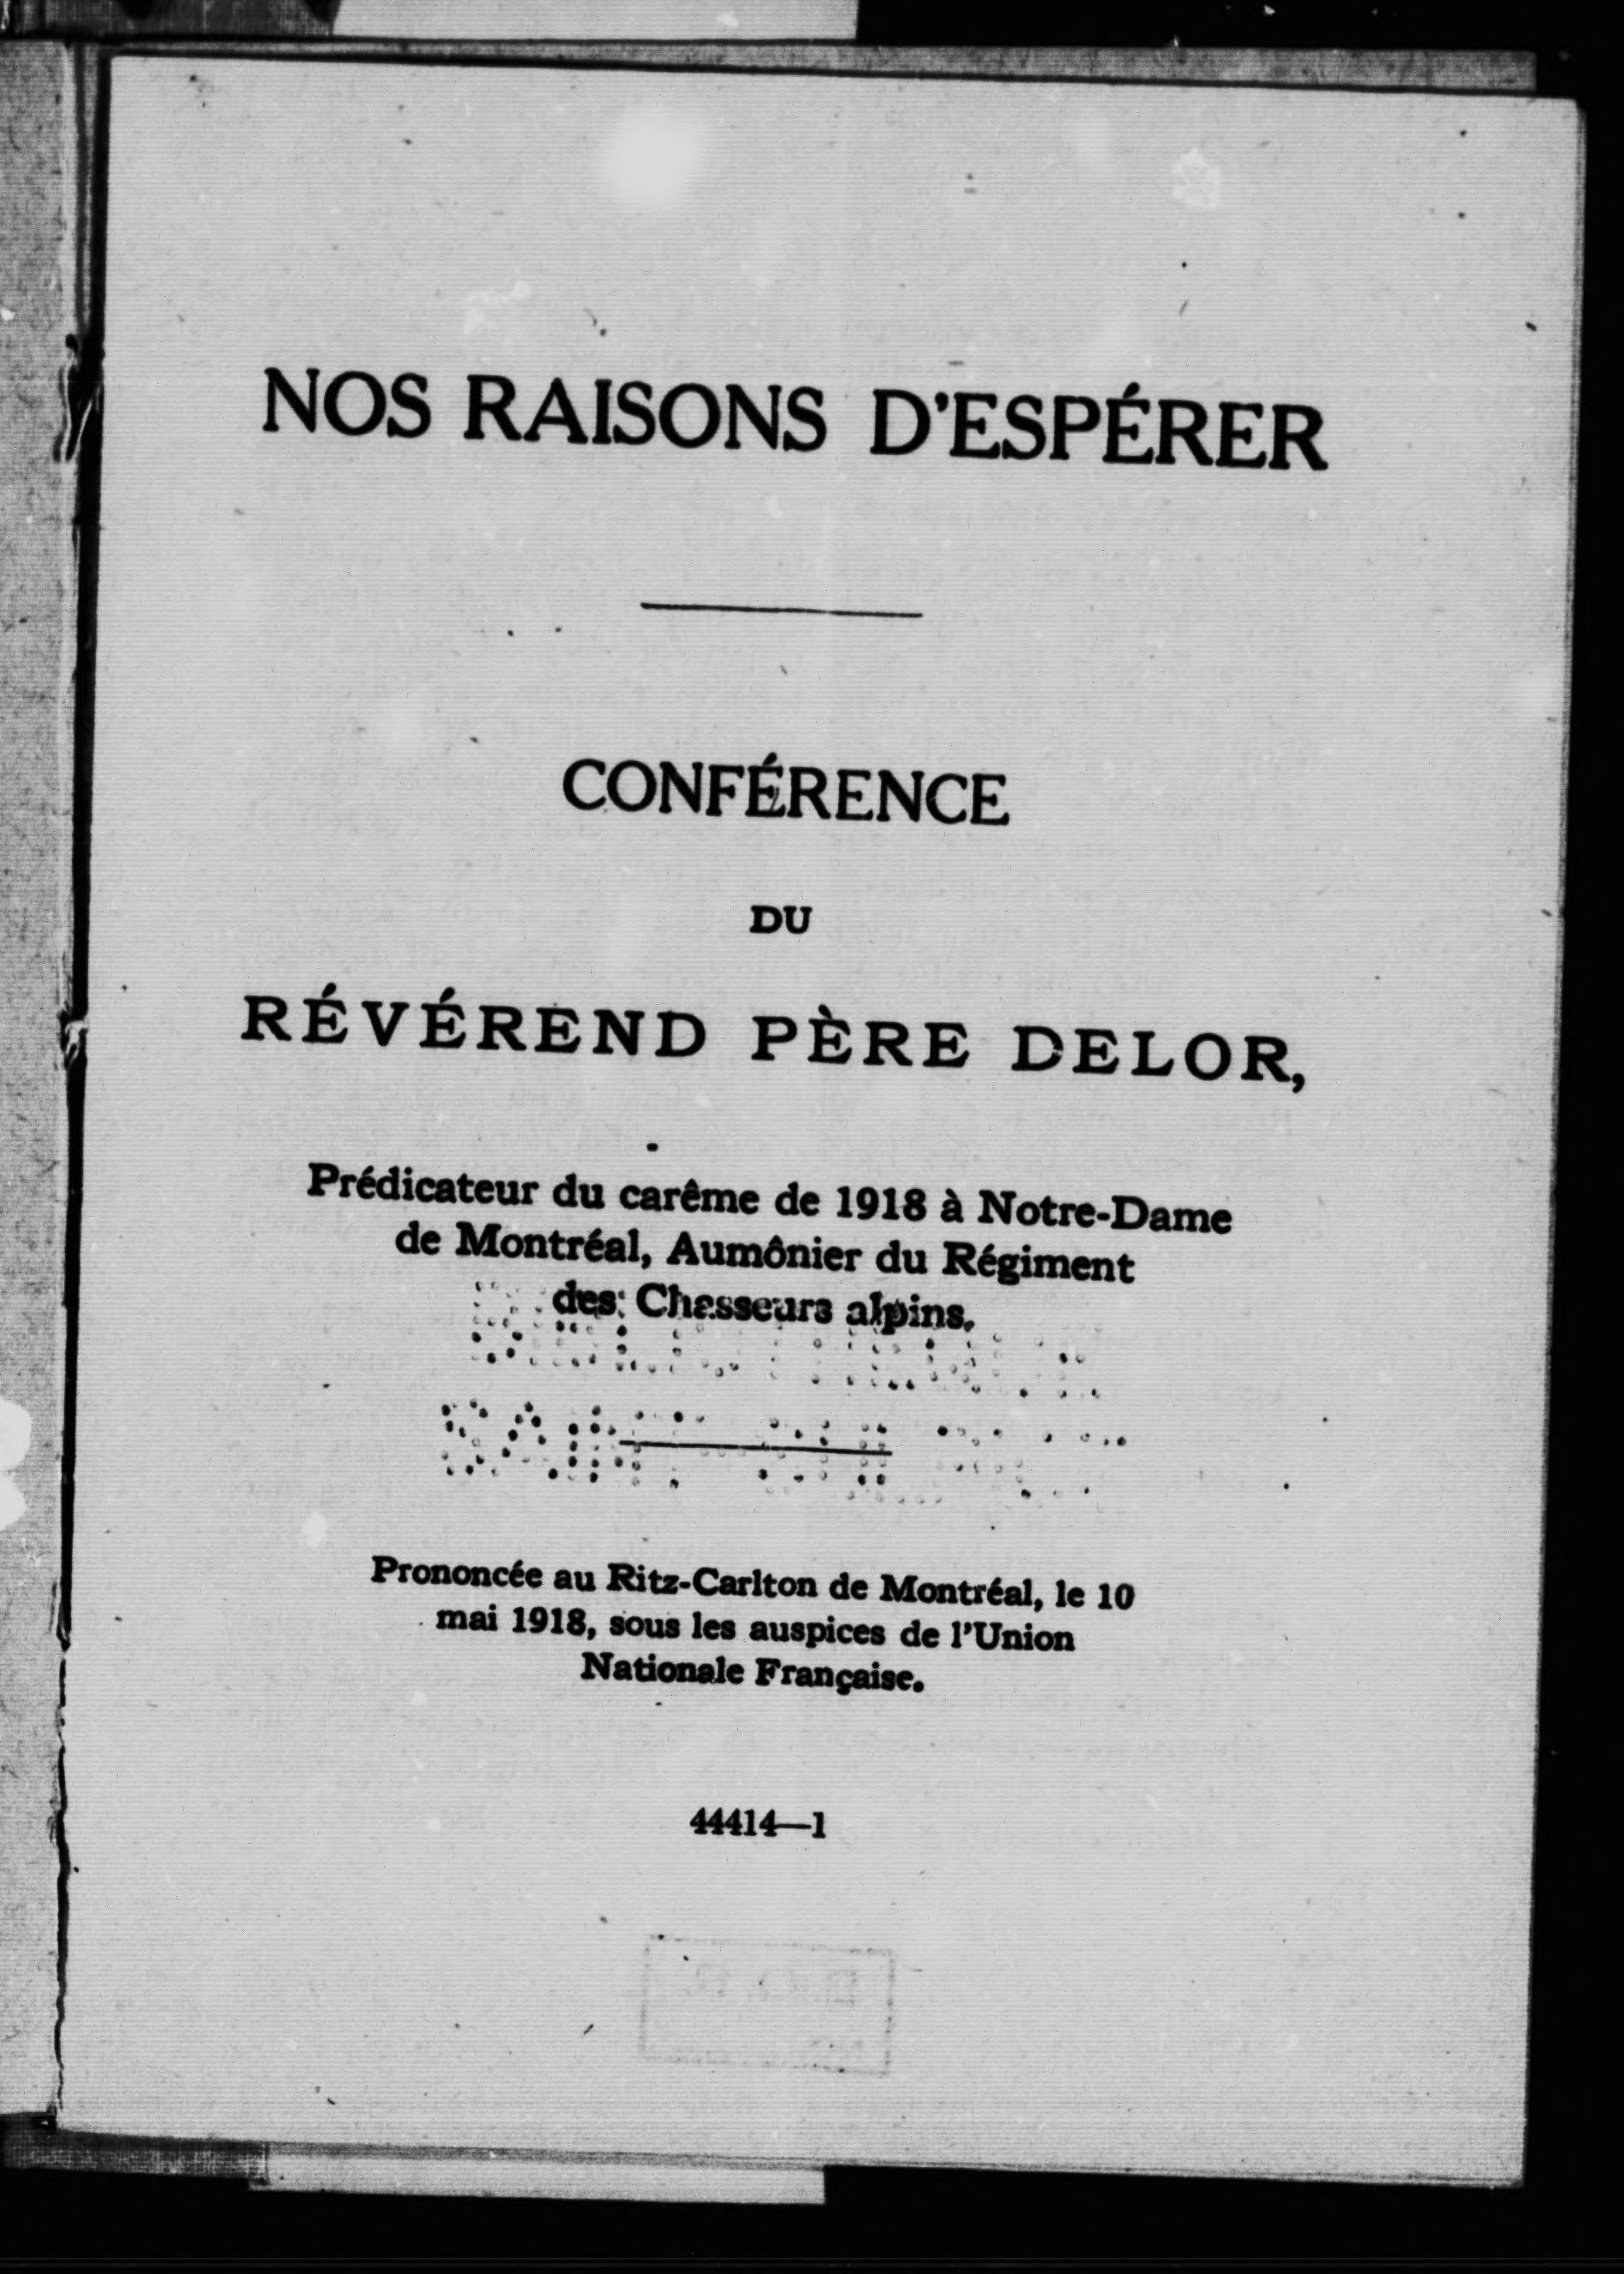 NOS RAISONS D'ESPÉRER
CONFÉRENCE
DU
RÉVÉREND PÈRE DELOR,
Prédicateur du carême de 1918 à Notre-Dame
de Montréal, Aumônier du Régiment
des Chasseurs alpins.
Prononcée au Ritz-Carlton de Montréal, le 10
mai 1918, sous les auspices de l'Union
Nationale Française.
44414—1